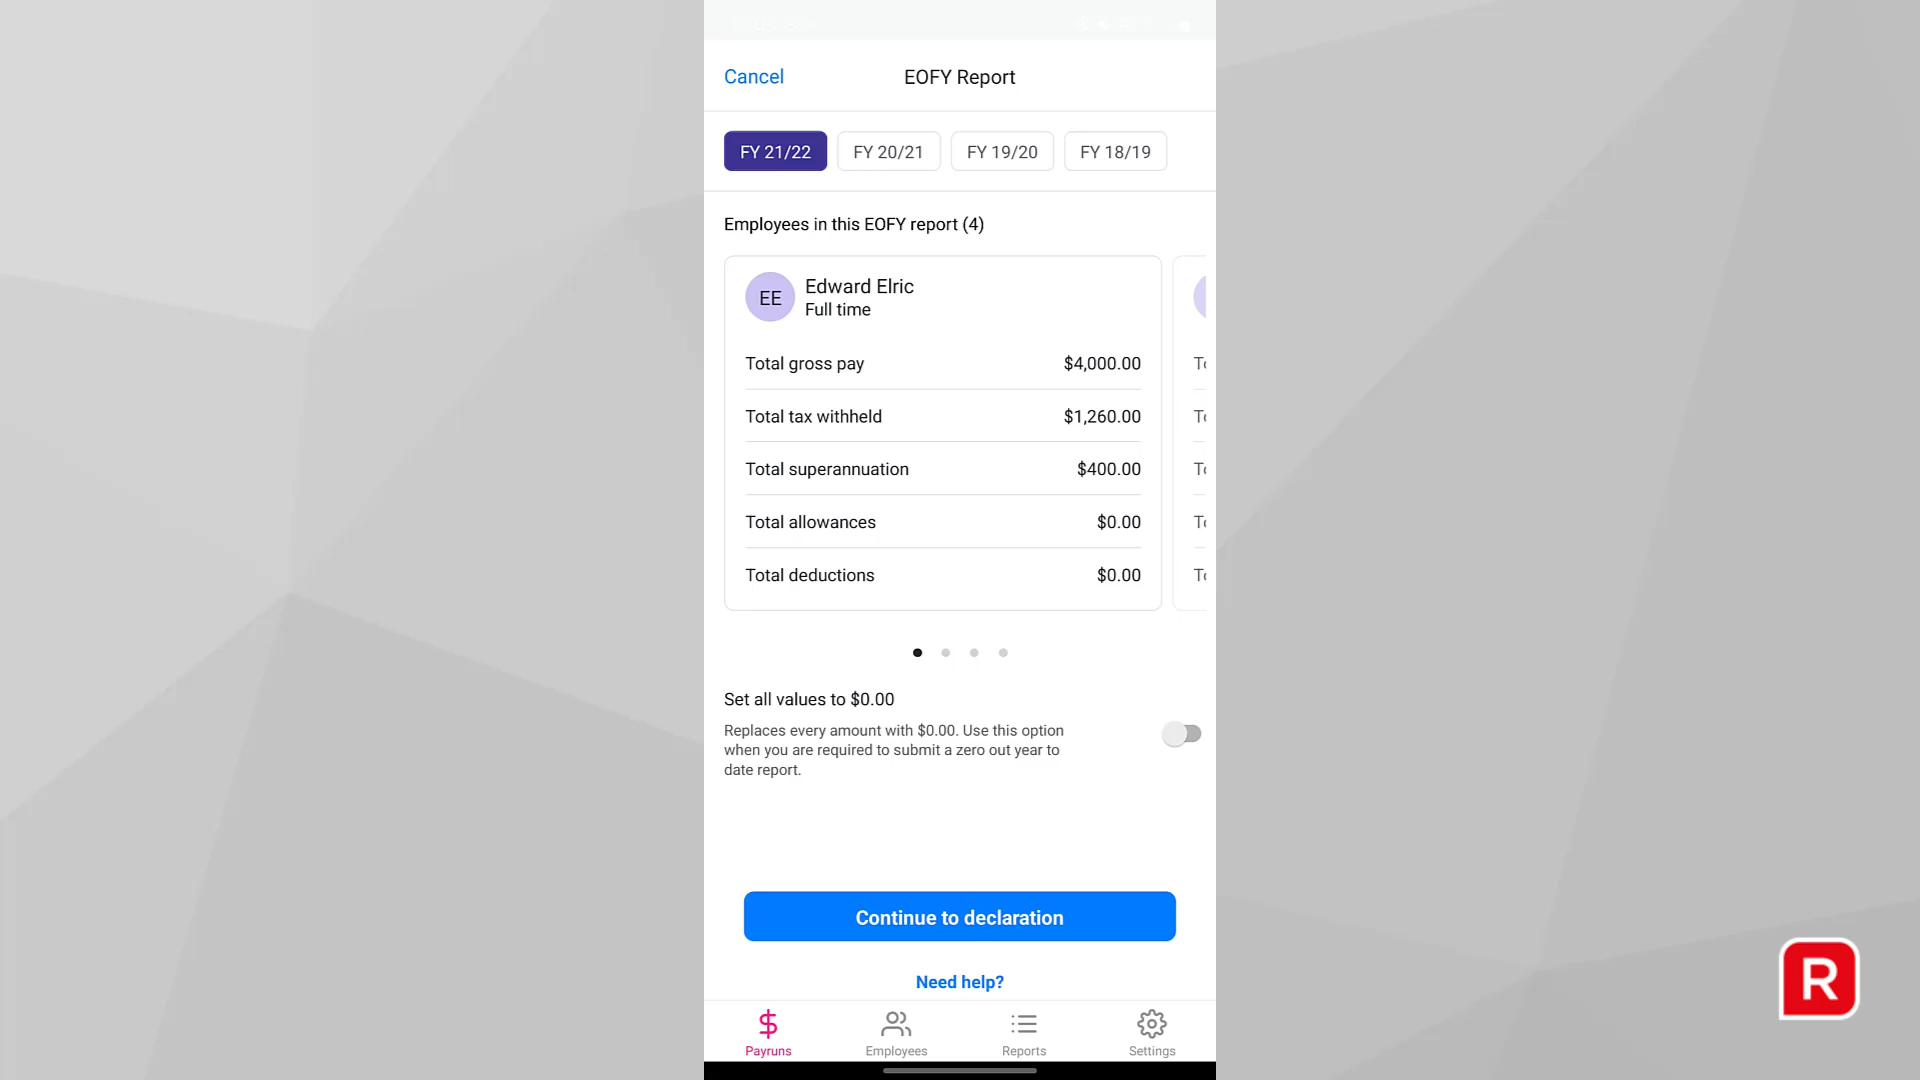 Cancel
EOFY Report
FY 21/22
FY 20/21
FY 19/20
FY 18/19
Employees in this EOFY report (4)
EE
Edward Elric
Full time
Total gross pay
$4,000.00
Total tax withheld
$1,260.00
Total superannuation
$400.00
Total allowances
$0.00
Total deductions
$0.00
Set all values to $0.00
Replaces every amount with $0.00. Use this option
when you are required to submit a zero out year to
date report.
Continue to declaration
Need help?
Payruns
Employees
Reports
Settings
R